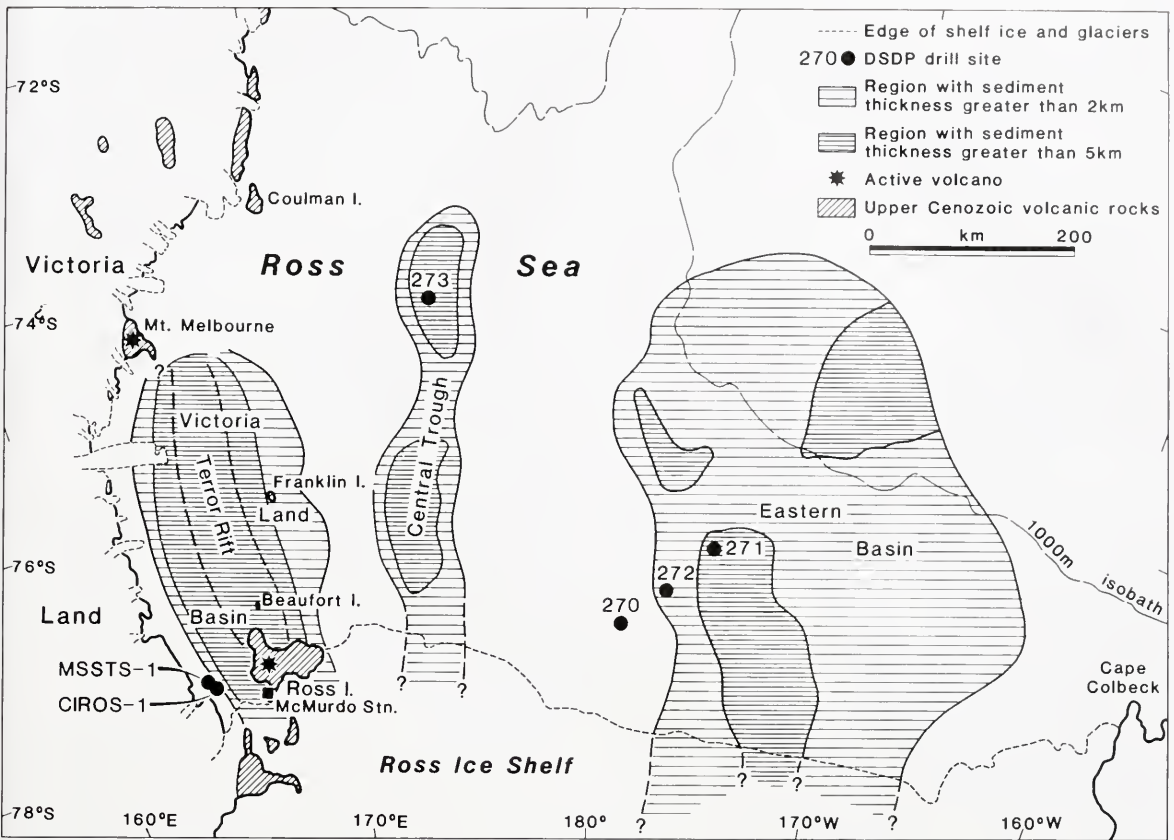 Edge of shelf ice and glaciers
270 DSDP drill site
Region with sediment
thickness greater than 2km
Region with sediment
thickness greater than 5km
Active volcano
Upper Cenozoic volcanic rocks
0 km 200
72°S
Coulman I.
Victoria
Ross Sea
273
74°S
Mt. Melbourne
?
Victoria
Central Trough
Terror Rift
Franklin I.
Land
Eastern
Basin
271
1000m isobath
76°S
272
270
Beaufort I.
Land
Basin
MSSTS-1
CIROS-1
Ross I.
McMurdo Stn.
? ?
Cape
Colbeck
Ross Ice Shelf
? ?
78°S
160°E 170°E 180° 170°W 160°W
? ?